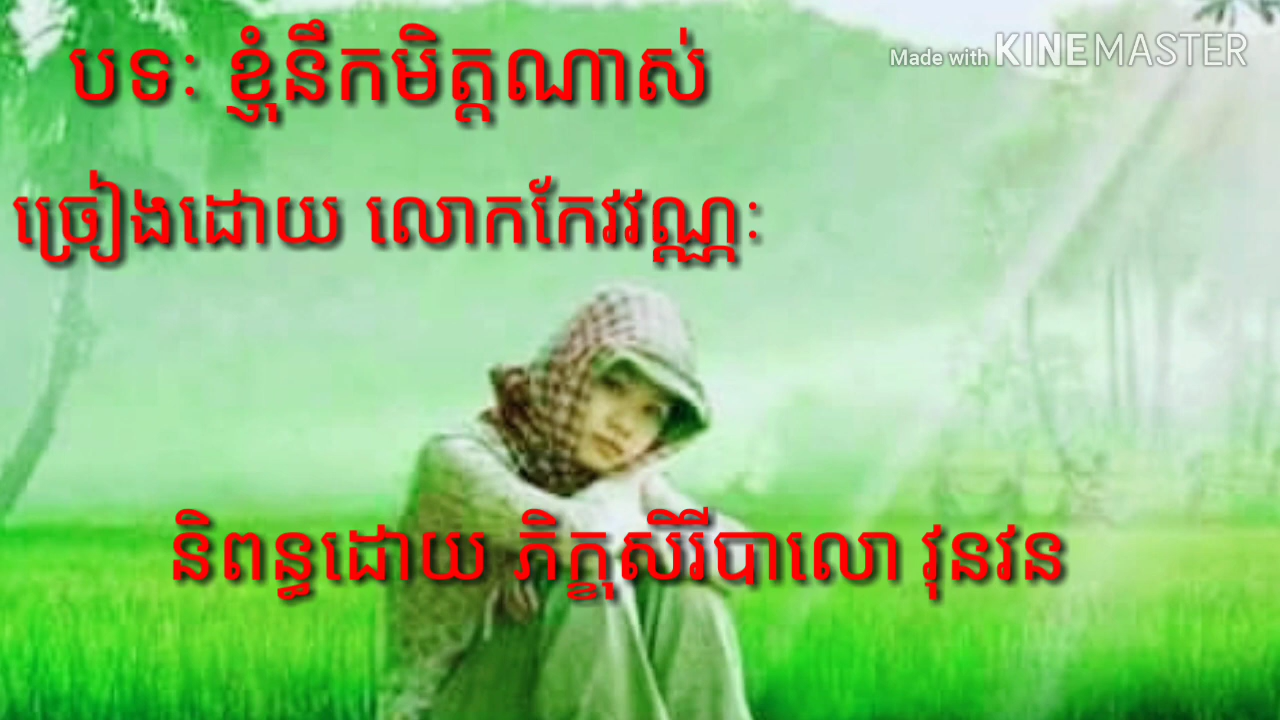 Made with KINEMASTER
បទៈ ខ្ញុំនឹកមិត្តណាស់
ច្រៀងដោយ លោកកែវវណ្ណៈ
និពន្ធដោយ ភិក្ខុសិរីបាលោ វុនវន